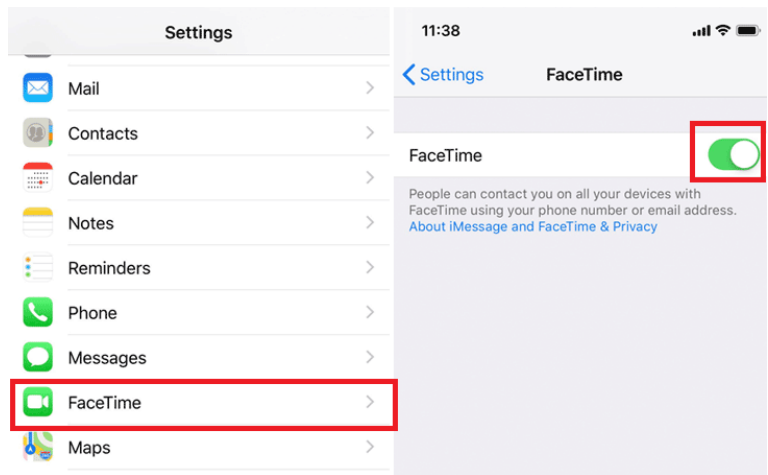 Settings
Mail
Contacts
Calendar
Notes
Reminders
Phone
Messages
FaceTime
Maps
11:38
Settings
FaceTime
FaceTime
People can contact you on all your devices with
FaceTime using your phone number or email address.
About iMessage and FaceTime & Privacy